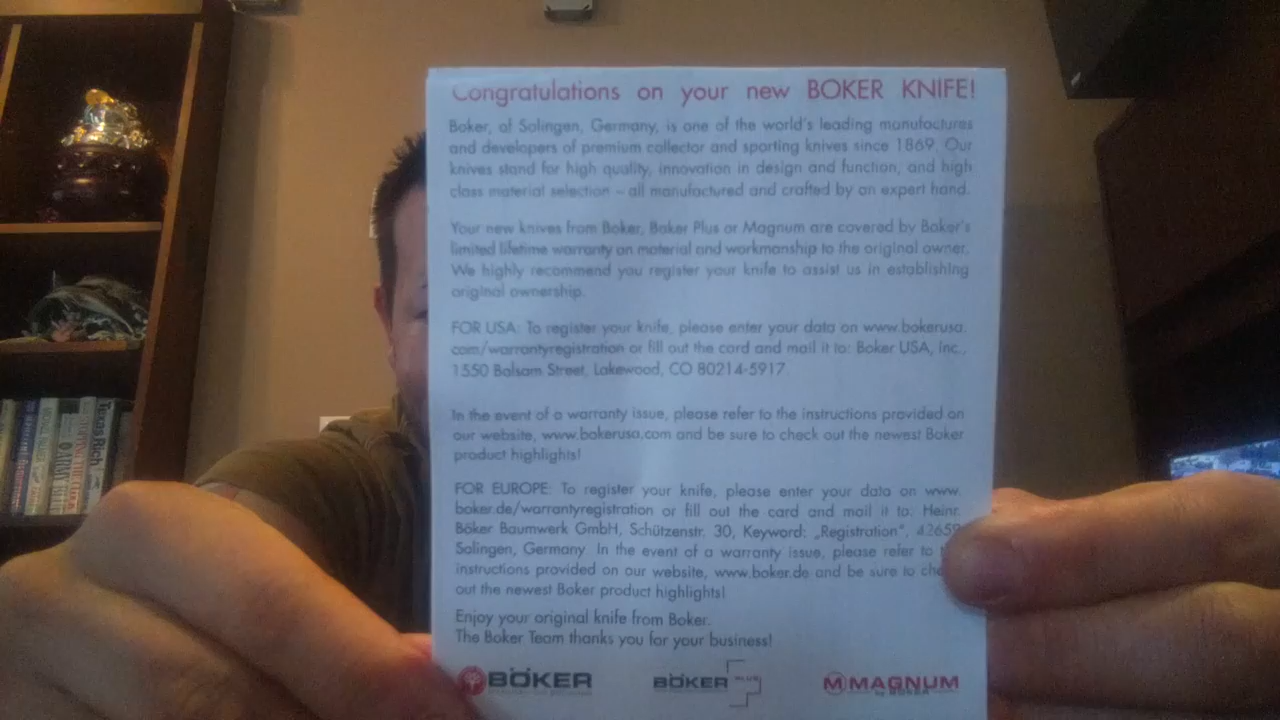 Congratulations on your new BOKER KNIFE!
Boker, of Solingen, Germany, is one of the world's leading manufactures
and developers of premium collector and sporting knives since 1869. Our
knives stand for high quality, innovation in design and function, and high
class material selection – all manufactured and crafted by an expert hand.
Your new knives from Boker, Boker Plus or Magnum are covered by Boker's
limited lifetime warranty on material and workmanship to the original owner.
We highly recommend you register your knife to assist us in establishing
original ownership.
FOR USA: To register your knife, please enter your data on www.bokerusa.
com/warrantyregistration or fill out the card and mail it to: Boker USA, Inc.,
1550 Balsam Street, Lakewood, CO 80214-5917
In the event of a warranty issue, please refer to the instructions provided on
our website, www.bokerusa.com and be sure to check out the newest Boker
product highlights!
FOR EUROPE: To register your knife, please enter your data on www.
boker.de/warrantyregistration or fill out the card and mail it to: Heinr.
Böker Baumwerk GmbH, Schützenstr. 30, Keyword: „Registration", 42659
Solingen, Germany. In the event of a warranty issue, please refer to
instructions provided on our website, www.boker.de and be sure to
out the newest Boker product highlights!
Enjoy your original knife from Boker.
The Boker Team thanks you for your business!
BÖKER
BÖKER PLUS
M MAGNUM
by BÖKER
Texas Rich